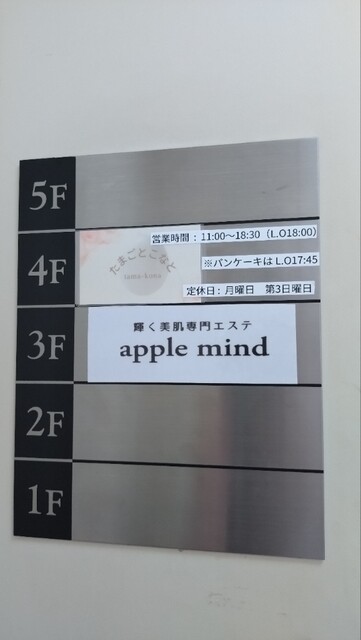 5F
4F
たまごとこなと
tama-kona
営業時間：11:00〜18:30（L.O18:00）
※パンケーキは L.O17:45
定休日：月曜日　第3日曜日
3F
輝く美肌専門エステ
apple mind
2F
1F